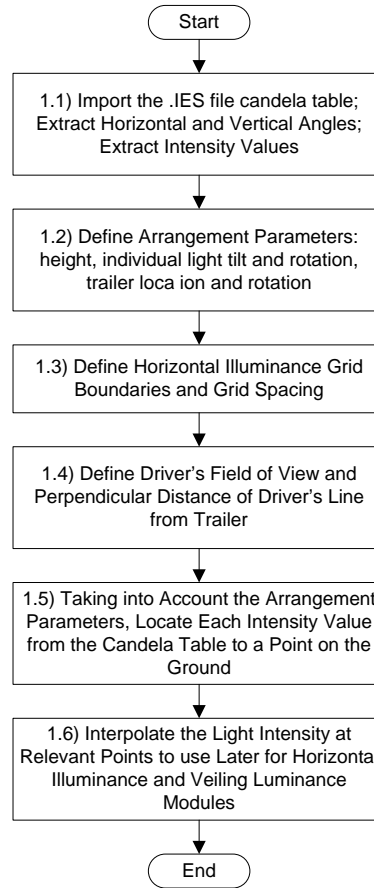 Start
1.1) Import the .IES file candela table;
Extract Horizontal and Vertical Angles;
Extract Intensity Values
1.2) Define Arrangement Parameters:
height, individual light tilt and rotation,
trailer loca ion and rotation
1.3) Define Horizontal Illuminance Grid
Boundaries and Grid Spacing
1.4) Define Driver's Field of View and
Perpendicular Distance of Driver's Line
from Trailer
1.5) Taking into Account the Arrangement
Parameters, Locate Each Intensity Value
from the Candela Table to a Point on the
Ground
1.6) Interpolate the Light Intensity at
Relevant Points to use Later for Horizonta
Illuminance and Veiling Luminance
Modules
End